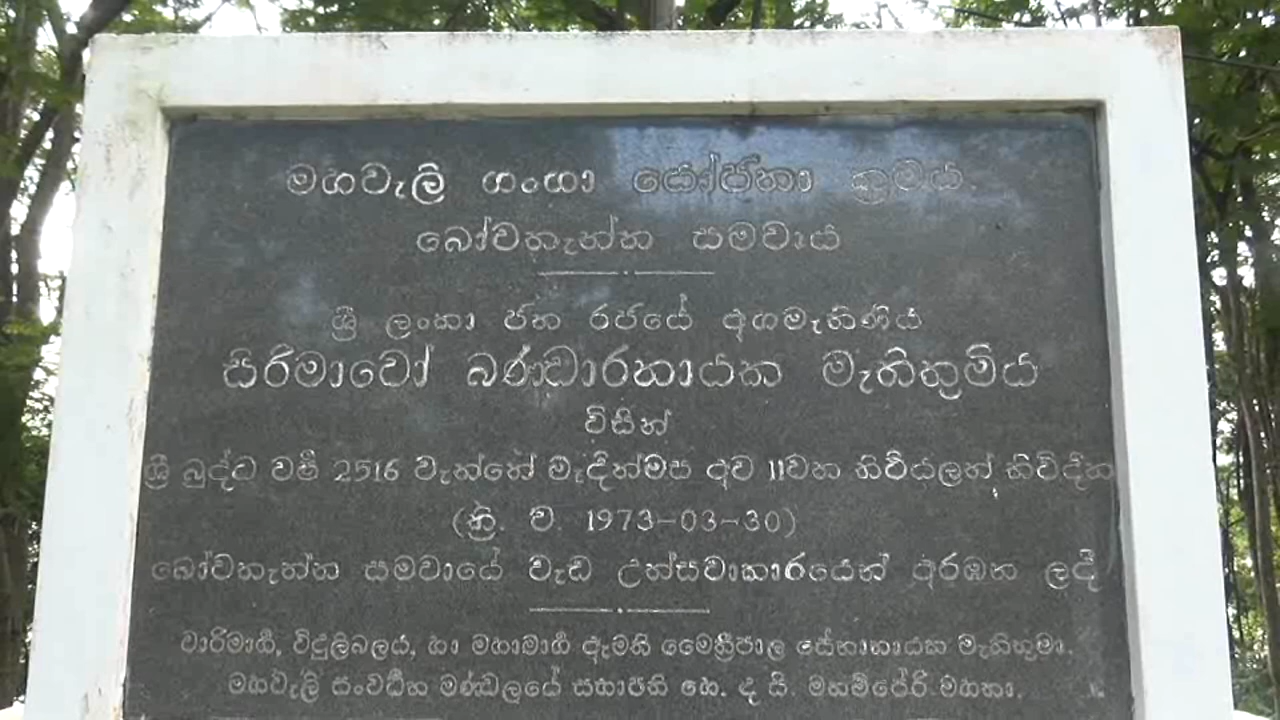 මහවැලි ගංගා යෝජනා ක්‍රමය
බෝවතැන්න සමවාය
ශ්‍රී ලංකා ජන රජයේ අගමැතිණිය
සිරිමාවෝ බණ්ඩාරනායක මැතිතුමිය
විසින්
ශ්‍රී බුද්ධ වර්ෂ 2516 වැන්නේ මැදින්මස අව 11වන තිථියලත් කිවිදින
(ක්‍රි. ව. 1973-03-30)
බෝවතැන්න සමවායේ වැඩ උත්සවාකාරයෙන් අරඹන ලදී
වාරිමාර්ග, විදුලිබලය, හා මහාමාර්ග ඇමති මෛත්‍රීපාල සේනානායක මැතිතුමා.
මහවැලි සංවර්ධන මණ්ඩලයේ සභාපති කෙ. ද සි. මහම්පේරි මහතා.